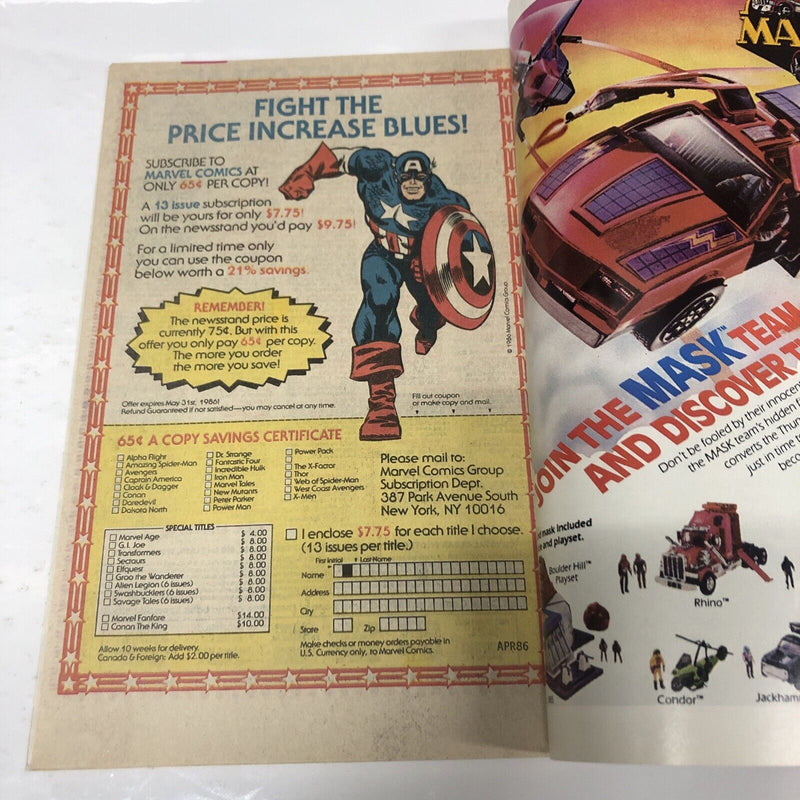 FIGHT THE
PRICE INCREASE BLUES!
SUBSCRIBE TO
MARVEL COMICS AT
ONLY 65¢ PER COPY!
A 13 issue subscription
will be yours for only $7.75!
On the newsstand you'd pay $9.75!
For a limited time only
you can use the coupon
below worth a 21% savings.
REMEMBER!
The newsstand price is
currently 75¢. But with this
offer you only pay 65¢ per copy.
The more you order
the more you save!
© 1986 Marvel Comics Group
Offer expires May 31st, 1986!
Refund Guaranteed if not satisfied—you may cancel at any time.
Fill out coupon
or make copy and mail.
65¢ A COPY SAVINGS CERTIFICATE
Alpha Flight
Amazing Spider-Man
Avengers
Captain America
Cloak & Dagger
Conan
Daredevil
Dakota North
Dr. Strange
Fantastic Four
Incredible Hulk
Iron Man
Marvel Tales
New Mutants
Peter Parker
Power Man
Power Pack
The X-Factor
Thor
Web of Spider-Man
West Coast Avengers
X-Men
Please mail to:
Marvel Comics Group
Subscription Dept.
387 Park Avenue South
New York, NY 10016
SPECIAL TITLES
Marvel Age $ 4.00
G.I. Joe $ 8.00
Transformers $ 8.00
Sectaurs $ 8.00
Elfquest $ 8.00
Groo the Wanderer $ 8.00
Alien Legion (6 issues) $ 8.00
Swashbucklers (6 issues) $ 8.00
Savage Tales (6 issues) $ 8.00
Marvel Fanfare $14.00
Conan The King $10.00
I enclose $7.75 for each title I choose.
(13 issues per title.)
First Initial Last Name
Name
Address
City
State Zip
Allow 10 weeks for delivery.
Canada & Foreign: Add $2.00 per title.
Make checks or money orders payable in
U.S. Currency only, to Marvel Comics.
APR86
MA
JOIN THE MASK™ TEAM
AND DISCOVER T
Don't be fooled by their innocen
the MASK team's hidden
converts the Thun
just in time
beco
mask included
and playset.
Boulder Hill™
Playset
Rhino™
Condor™
Jackham